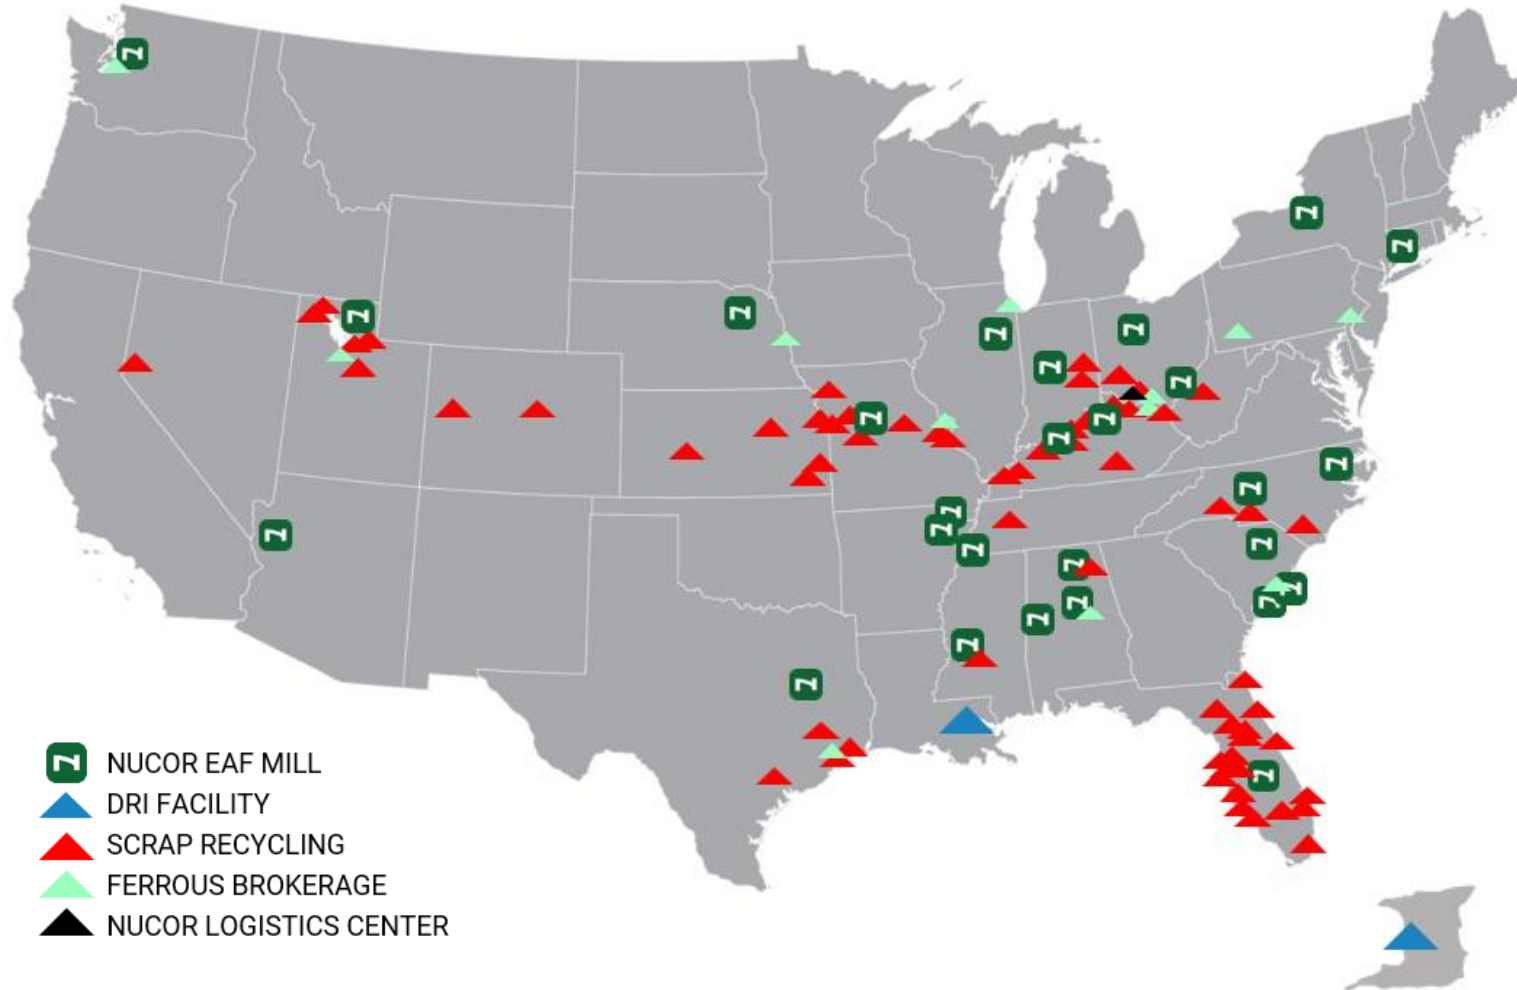 NUCOR EAF MILL
DRI FACILITY
SCRAP RECYCLING
FERROUS BROKERAGE
NUCOR LOGISTICS CENTER